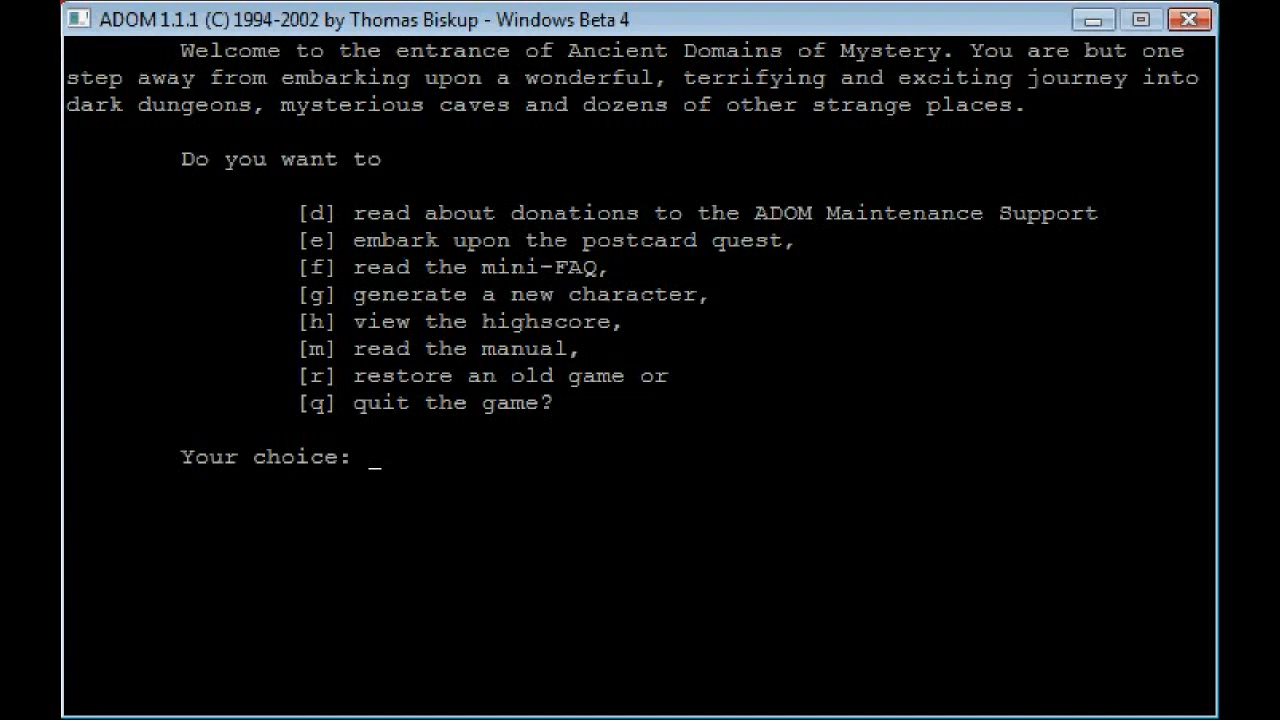 ADOM 1.1.1 (C) 1994-2002 by Thomas Biskup - Windows Beta 4
Welcome to the entrance of Ancient Domains of Mystery. You are but one
step away from embarking upon a wonderful, terrifying and exciting journey into
dark dungeons, mysterious caves and dozens of other strange places.
Do you want to
[d] read about donations to the ADOM Maintenance Support
[e] embark upon the postcard quest,
[f] read the mini-FAQ,
[g] generate a new character,
[h] view the highscore,
[m] read the manual,
[r] restore an old game or
[q] quit the game?
Your choice: _